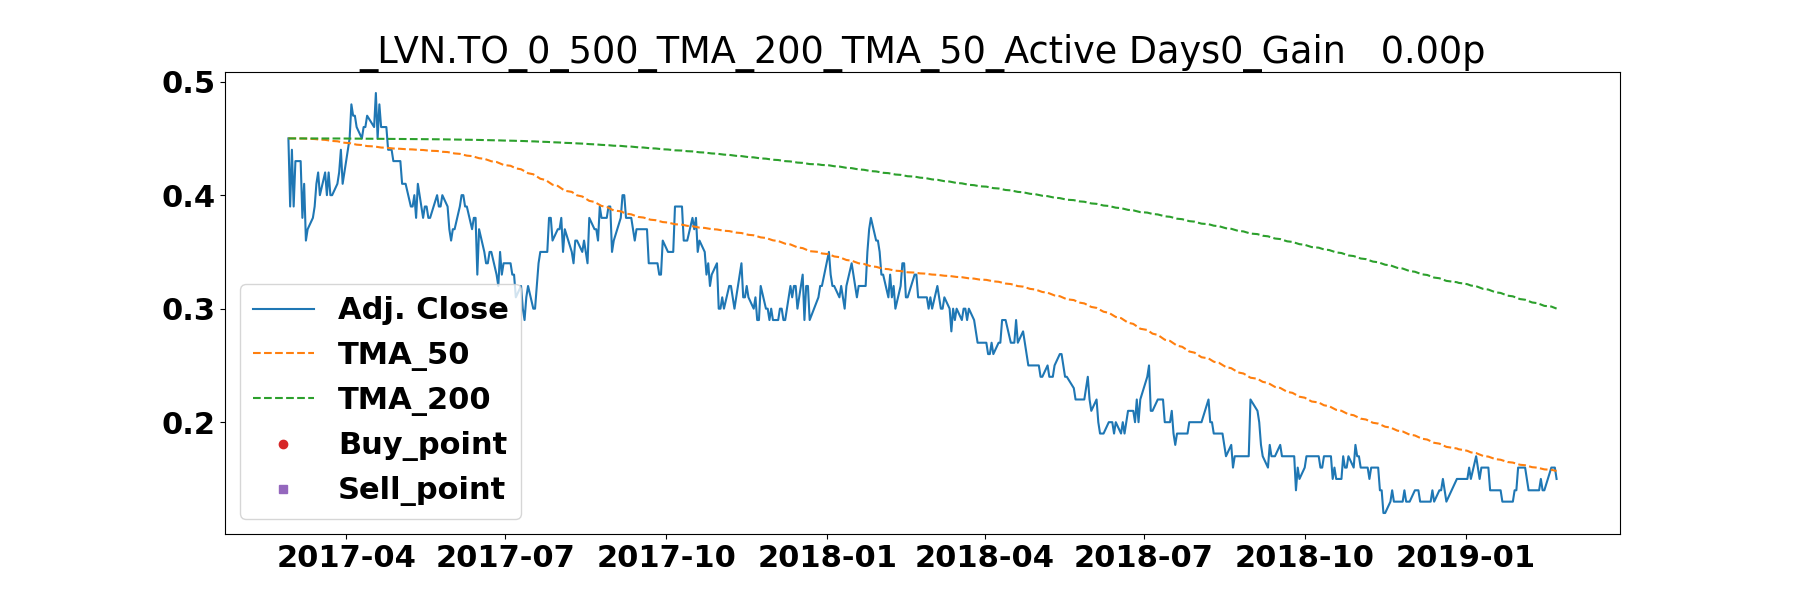 _LVN.TO_0_500_TMA_200_TMA_50_Active Days0_Gain   0.00p
0.5
0.4
0.3
0.2
Adj. Close
TMA_50
TMA_200
Buy_point
Sell_point
2017-04 2017-07 2017-10 2018-01 2018-04 2018-07 2018-10 2019-01